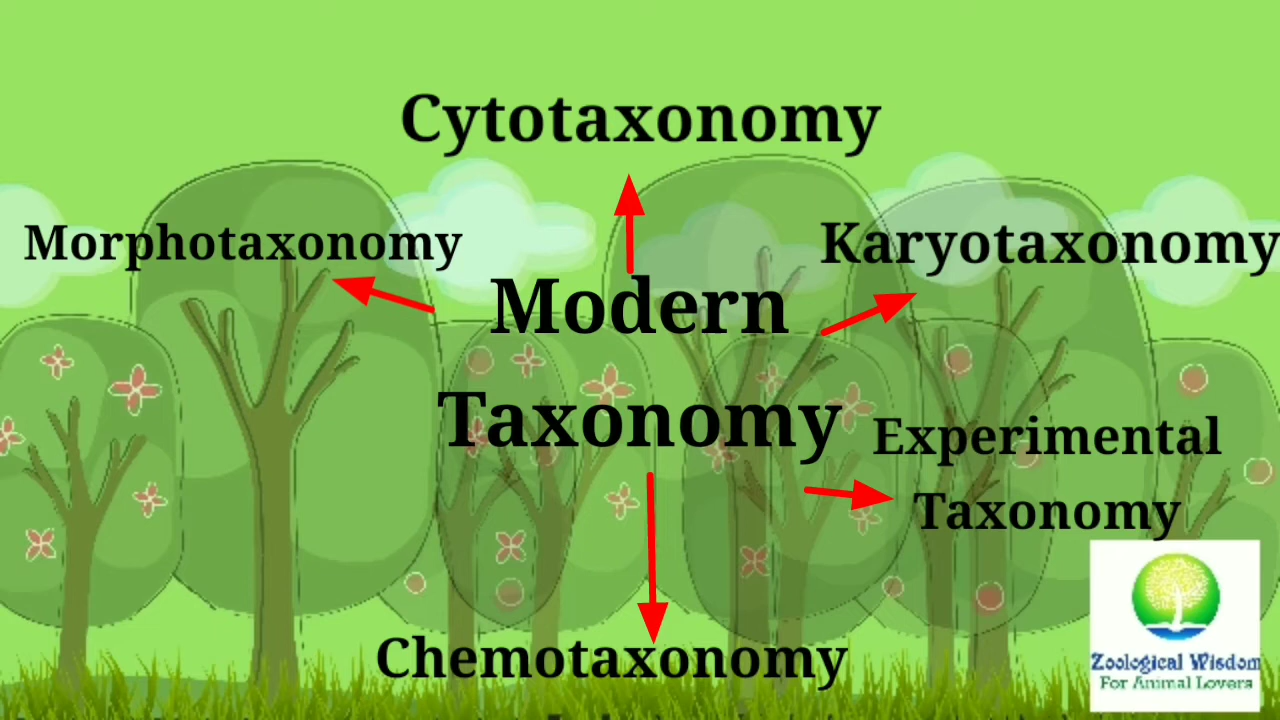 Cytotaxonomy
Morphotaxonomy
Karyotaxonomy
Modern
Taxonomy
Experimental
Taxonomy
Chemotaxonomy
Zoological Wisdom
For Animal Lovers